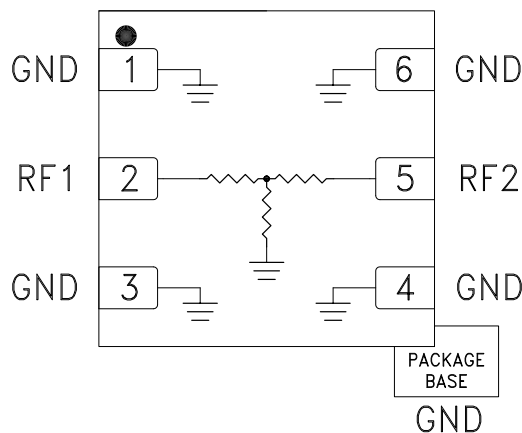 GND 1 6 GND
RF1 2 5 RF2
GND 3 4 GND
PACKAGE
BASE
GND